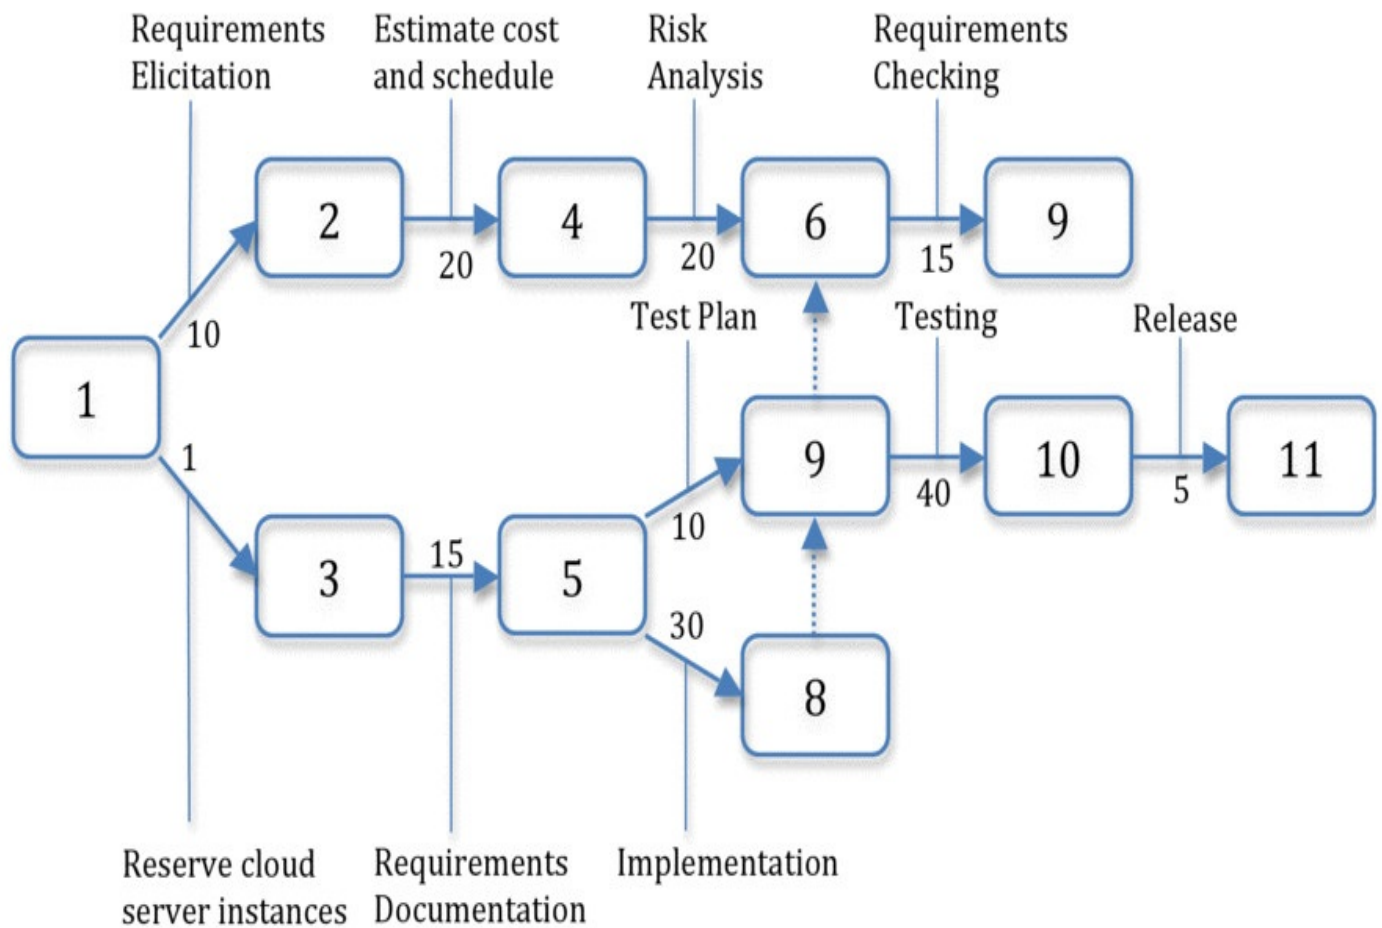 Requirements
Elicitation
Estimate cost
and schedule
Risk
Analysis
Requirements
Checking
2
4
6
9
20
20
15
10
Test Plan
Testing
Release
1
1
9
10
11
10
40
5
3
15
5
30
8
Reserve cloud
server instances
Requirements
Documentation
Implementation